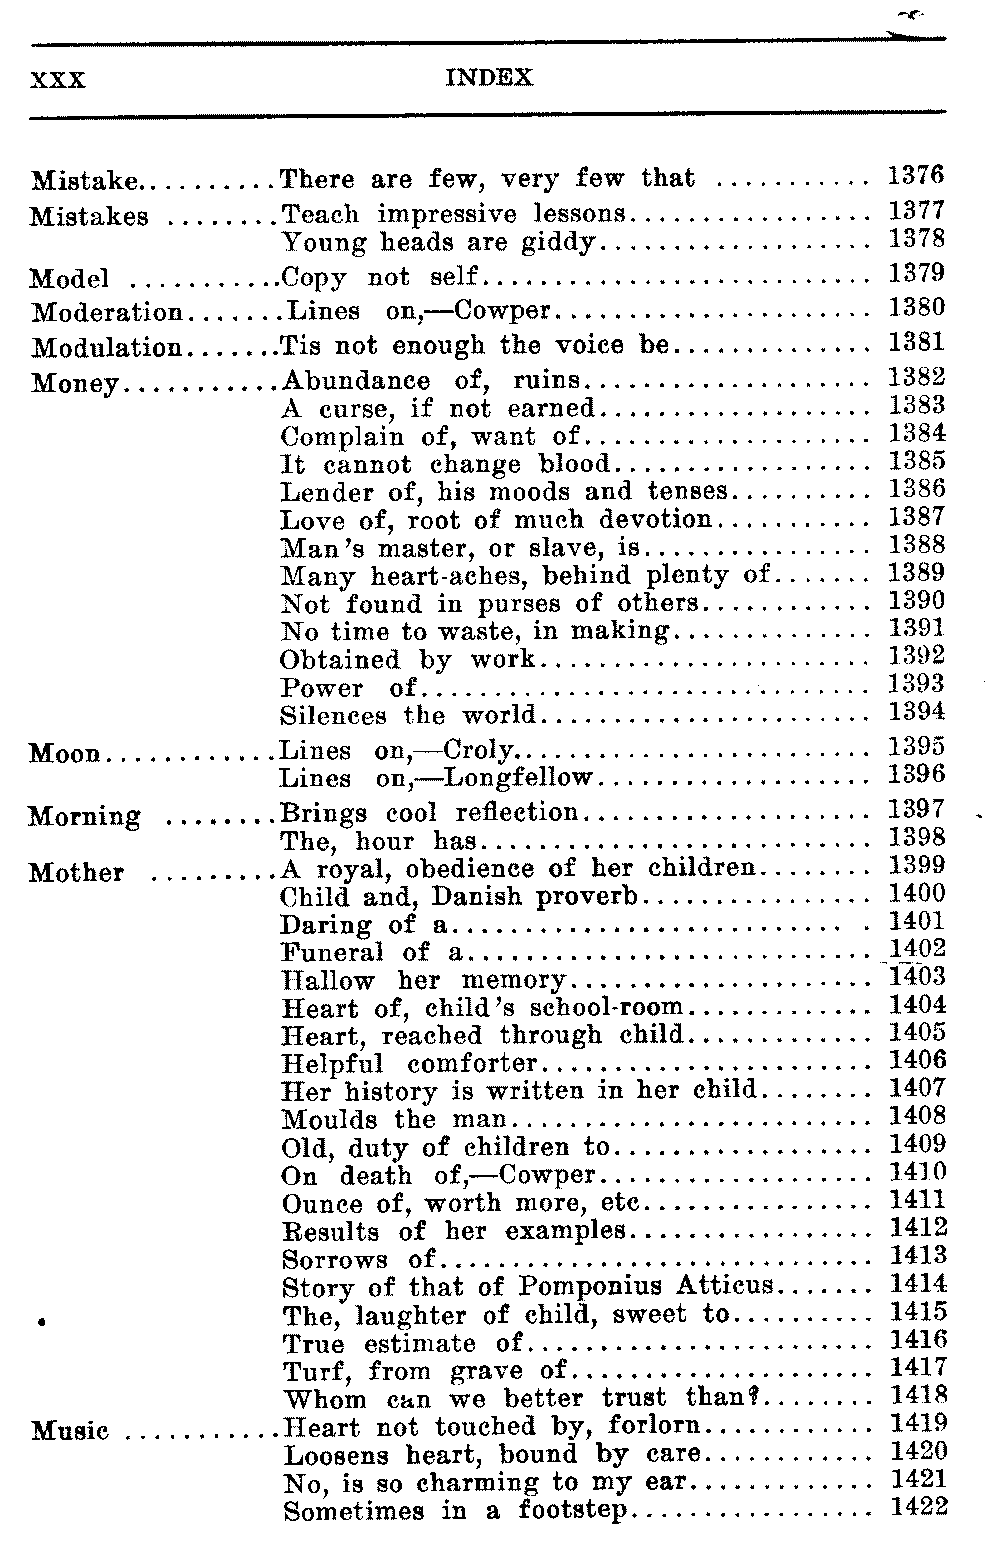 XXX INDEX
Mistake..........There are few, very few that ........... 1376
Mistakes ........Teach impressive lessons................. 1377
Young heads are giddy................... 1378
Model ...........Copy not self........................... 1379
Moderation.......Lines on,—Cowper...................... 1380
Modulation.......Tis not enough the voice be.............. 1381
Money...........Abundance of, ruins.................... 1382
A curse, if not earned................... 1383
Complain of, want of.................... 1384
It cannot change blood.................. 1385
Lender of, his moods and tenses.......... 1386
Love of, root of much devotion........... 1387
Man's master, or slave, is................ 1388
Many heart-aches, behind plenty of....... 1389
Not found in purses of others............ 1390
No time to waste, in making.............. 1391
Obtained by work....................... 1392
Power of............................... 1393
Silences the world....................... 1394
Moon............Lines on,—Croly......................... 1395
Lines on,—Longfellow................... 1396
Morning ........Brings cool reflection.................... 1397
The, hour has........................... 1398
Mother .........A royal, obedience of her children........ 1399
Child and, Danish proverb................ 1400
Daring of a............................. 1401
Funeral of a............................ 1402
Hallow her memory..................... 1403
Heart of, child's school-room............. 1404
Heart, reached through child............. 1405
Helpful comforter....................... 1406
Her history is written in her child........ 1407
Moulds the man......................... 1408
Old, duty of children to.................. 1409
On death of,—Cowper................... 1410
Ounce of, worth more, etc................ 1411
Results of her examples................. 1412
Sorrows of.............................. 1413
Story of that of Pomponius Atticus....... 1414
The, laughter of child, sweet to.......... 1415
True estimate of........................ 1416
Turf, from grave of..................... 1417
Whom can we better trust than?........ 1418
Music ...........Heart not touched by, forlorn............ 1419
Loosens heart, bound by care............ 1420
No, is so charming to my ear............. 1421
Sometimes in a footstep................. 1422